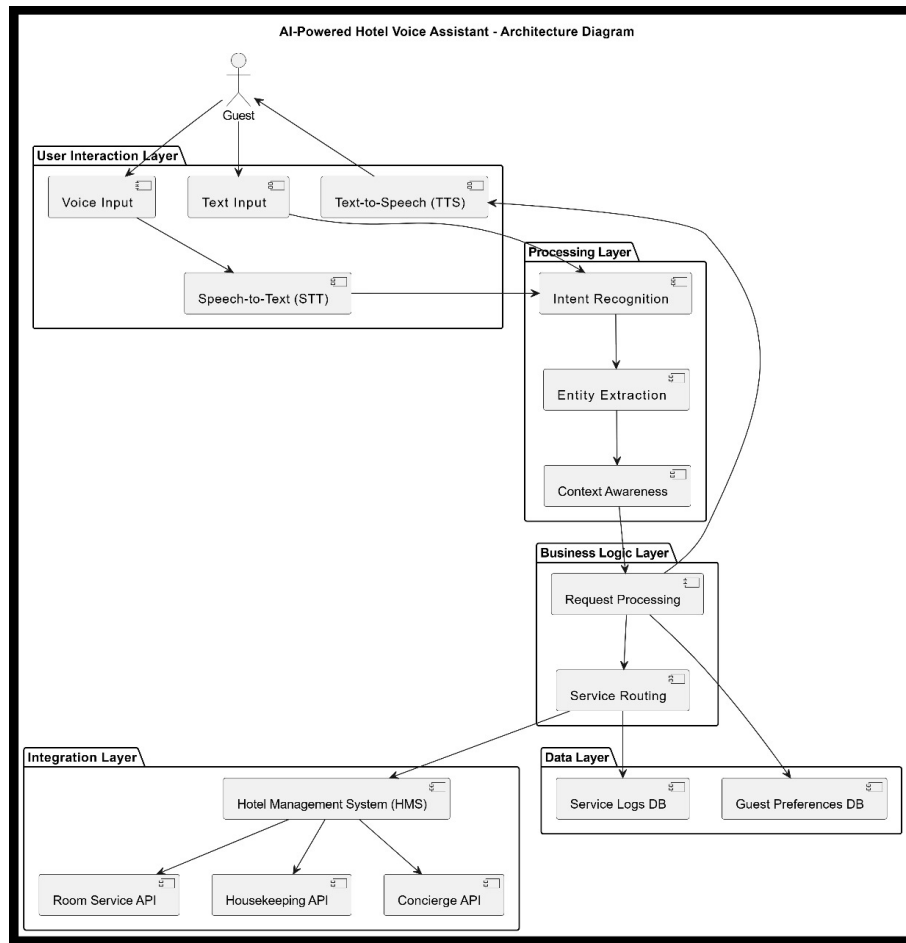 AI-Powered Hotel Voice Assistant - Architecture Diagram
Guest
User Interaction Layer
Voice Input
Text Input
Text-to-Speech (TTS)
Speech-to-Text (STT)
Processing Layer
Intent Recognition
Entity Extraction
Context Awareness
Business Logic Layer
Request Processing
Service Routing
Integration Layer
Hotel Management System (HMS)
Room Service API
Housekeeping API
Concierge API
Data Layer
Service Logs DB
Guest Preferences DB